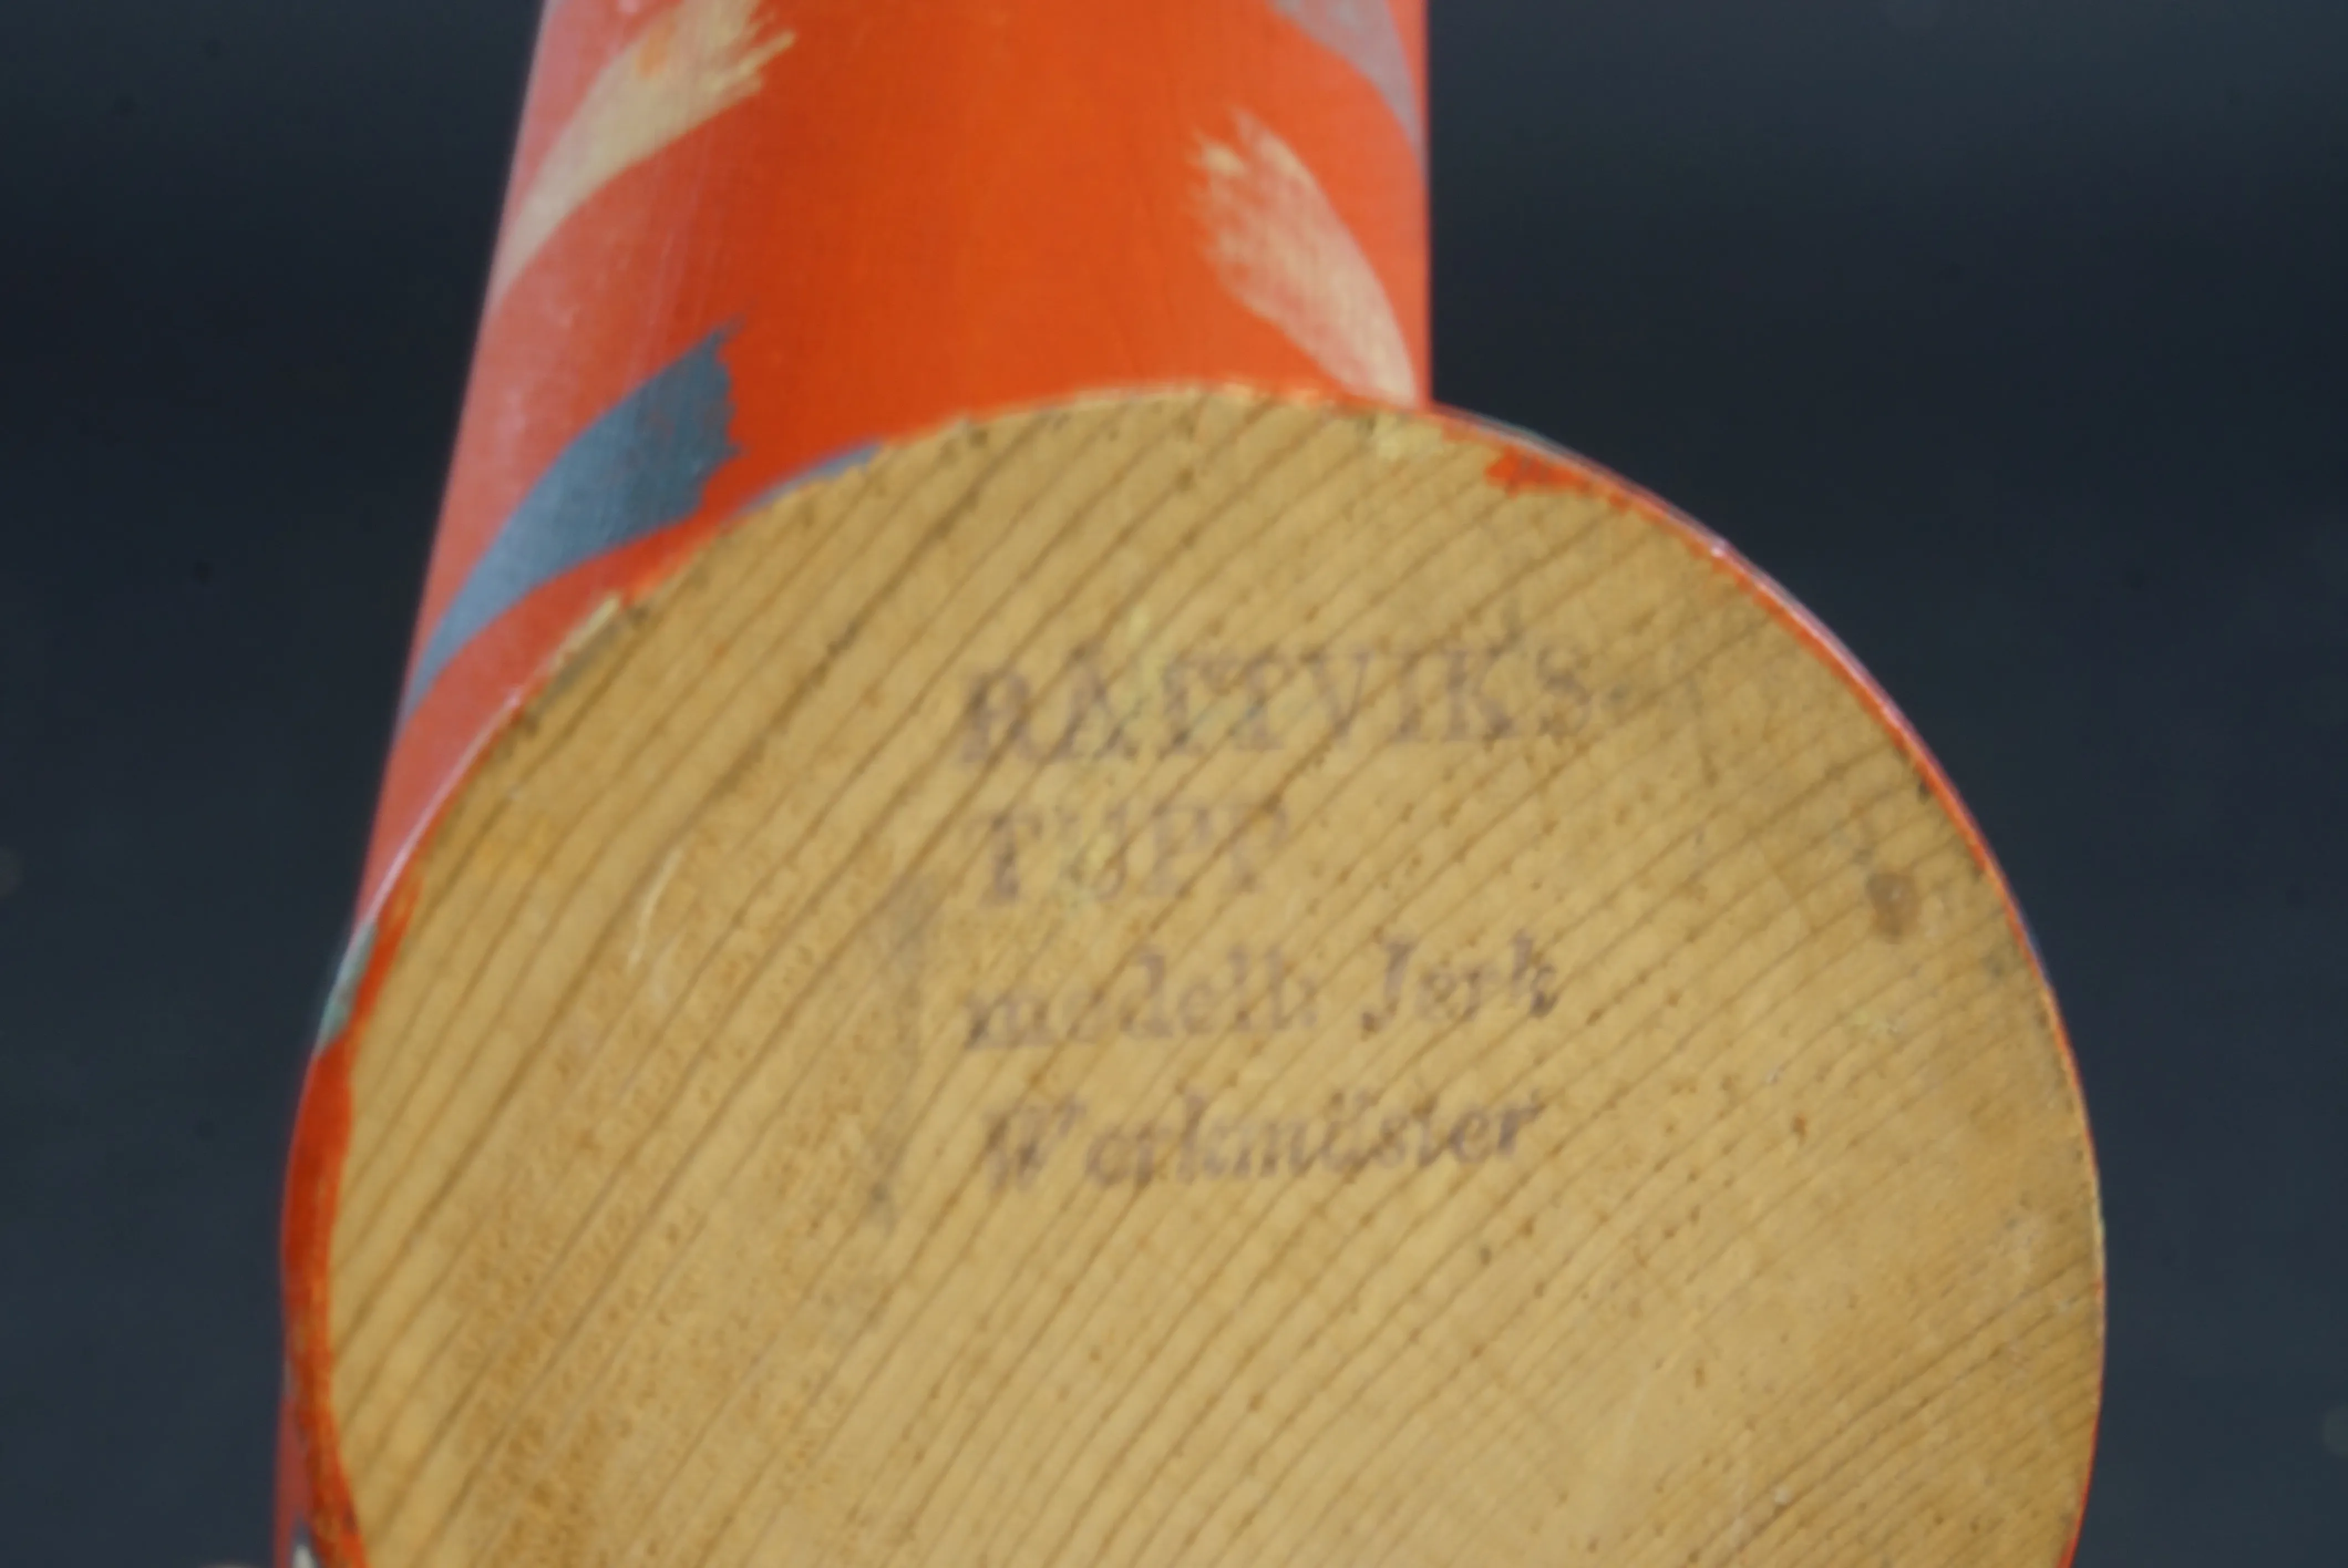 RÄTTVIKS-
TUPP
modell: Jerk
Werkmäster